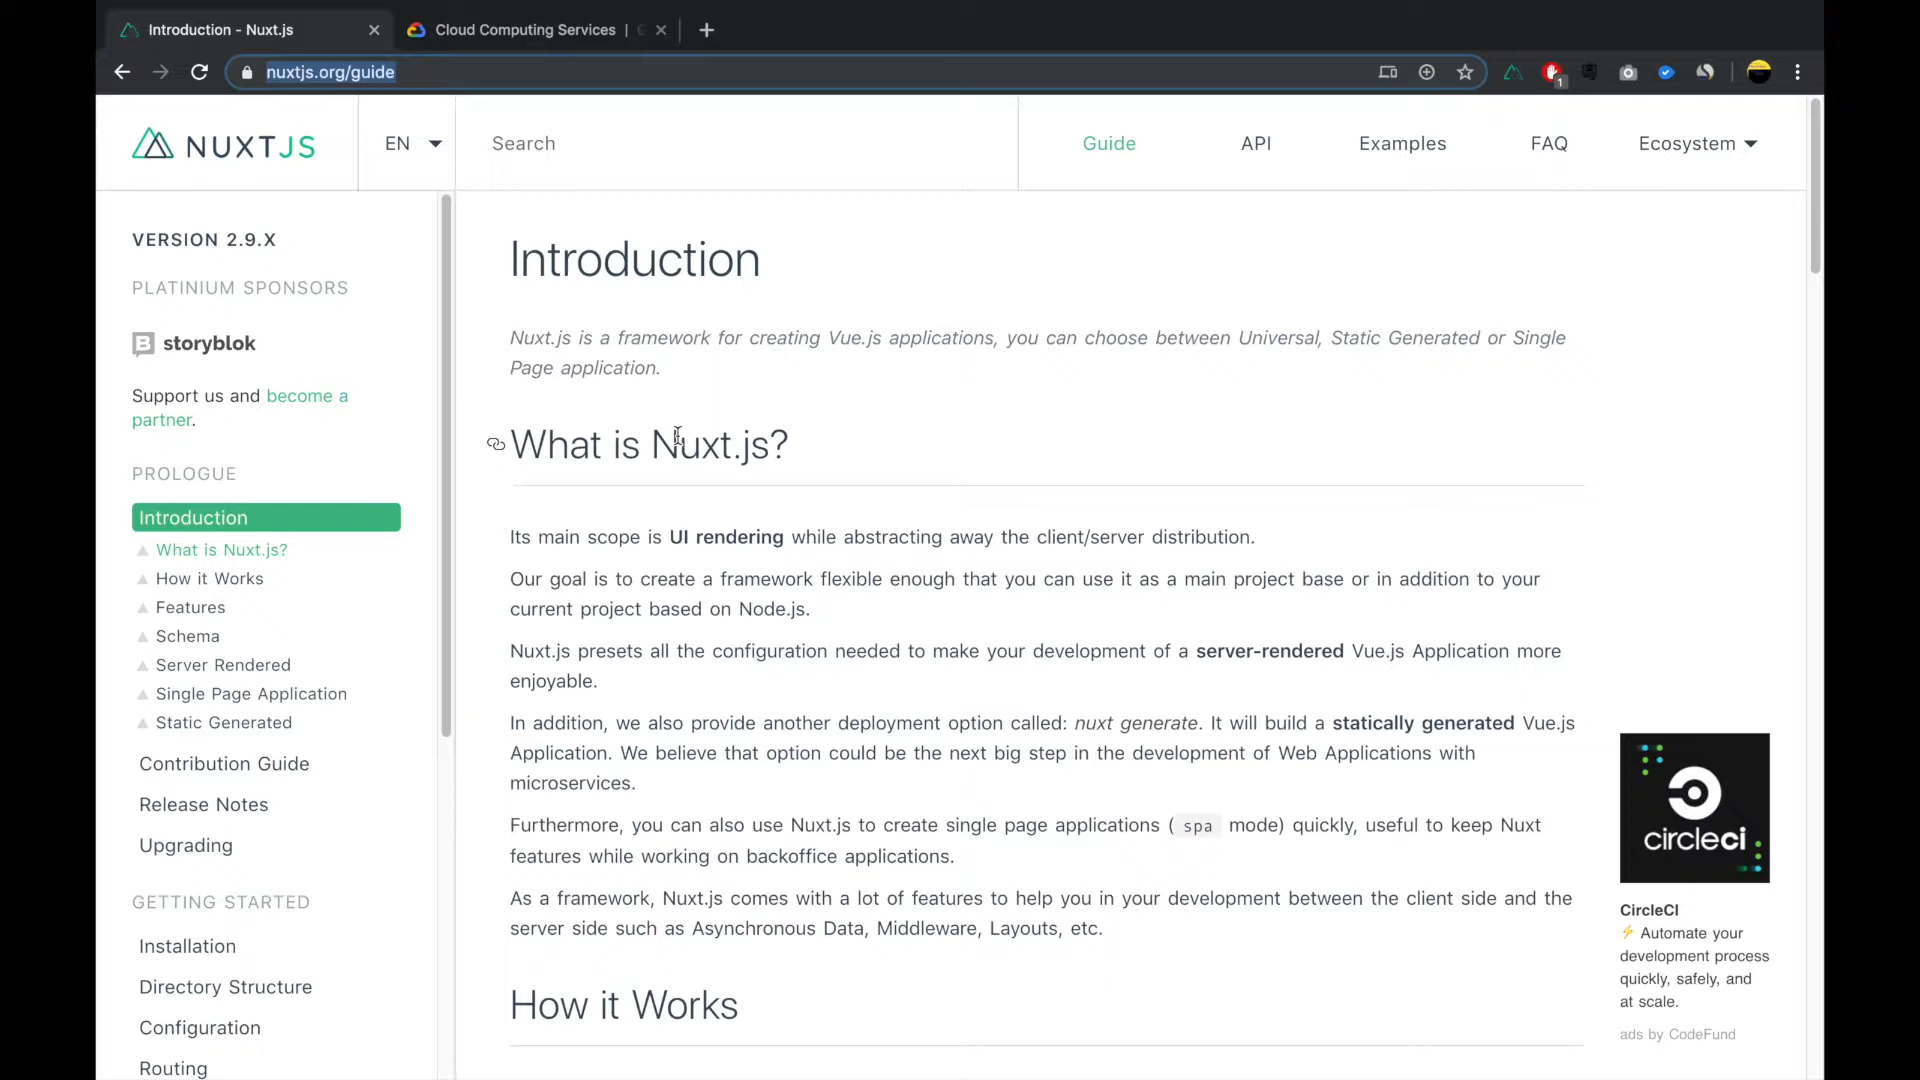 Introduction - Nuxt.js
Cloud Computing Services |
nuxtjs.org/guide
1
NUXTJS
EN
Search
Guide
API
Examples
FAQ
Ecosystem
VERSION 2.9.X
PLATINIUM SPONSORS
storyblok
Support us and become a
partner.
PROLOGUE
Introduction
What is Nuxt.js?
How it Works
Features
Schema
Server Rendered
Single Page Application
Static Generated
Contribution Guide
Release Notes
Upgrading
GETTING STARTED
Installation
Directory Structure
Configuration
Routing
Introduction
Nuxt.js is a framework for creating Vue.js applications, you can choose between Universal, Static Generated or Single
Page application.
What is Nuxt.js?
Its main scope is UI rendering while abstracting away the client/server distribution.
Our goal is to create a framework flexible enough that you can use it as a main project base or in addition to your
current project based on Node.js.
Nuxt.js presets all the configuration needed to make your development of a server-rendered Vue.js Application more
enjoyable.
In addition, we also provide another deployment option called: nuxt generate. It will build a statically generated Vue.js
Application. We believe that option could be the next big step in the development of Web Applications with
microservices.
Furthermore, you can also use Nuxt.js to create single page applications ( spa mode) quickly, useful to keep Nuxt
features while working on backoffice applications.
As a framework, Nuxt.js comes with a lot of features to help you in your development between the client side and the
server side such as Asynchronous Data, Middleware, Layouts, etc.
How it Works
circleci
CircleCI
⚡ Automate your
development process
quickly, safely, and
at scale.
ads by CodeFund